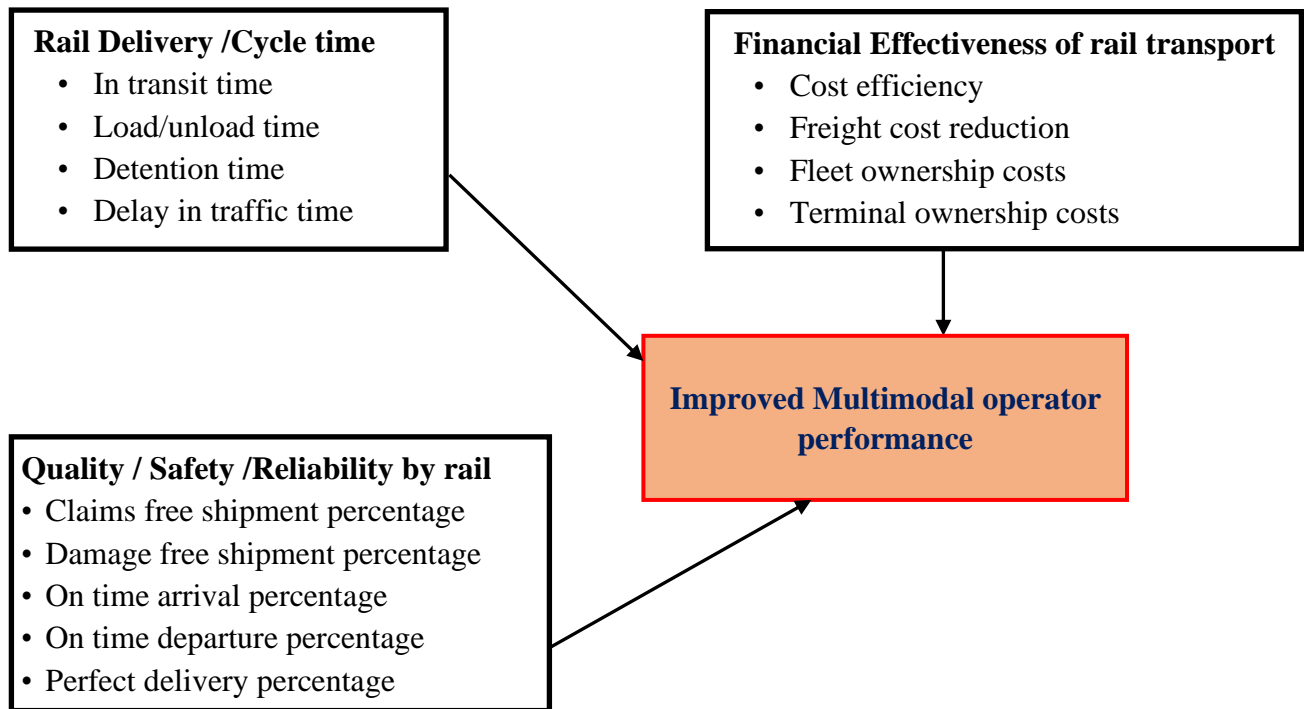 Rail Delivery /Cycle time
• In transit time
• Load/unload time
• Detention time
• Delay in traffic time
Financial Effectiveness of rail transport
• Cost efficiency
• Freight cost reduction
• Fleet ownership costs
• Terminal ownership costs
Improved Multimodal operator
performance
Quality / Safety /Reliability by rail
• Claims free shipment percentage
• Damage free shipment percentage
• On time arrival percentage
• On time departure percentage
• Perfect delivery percentage